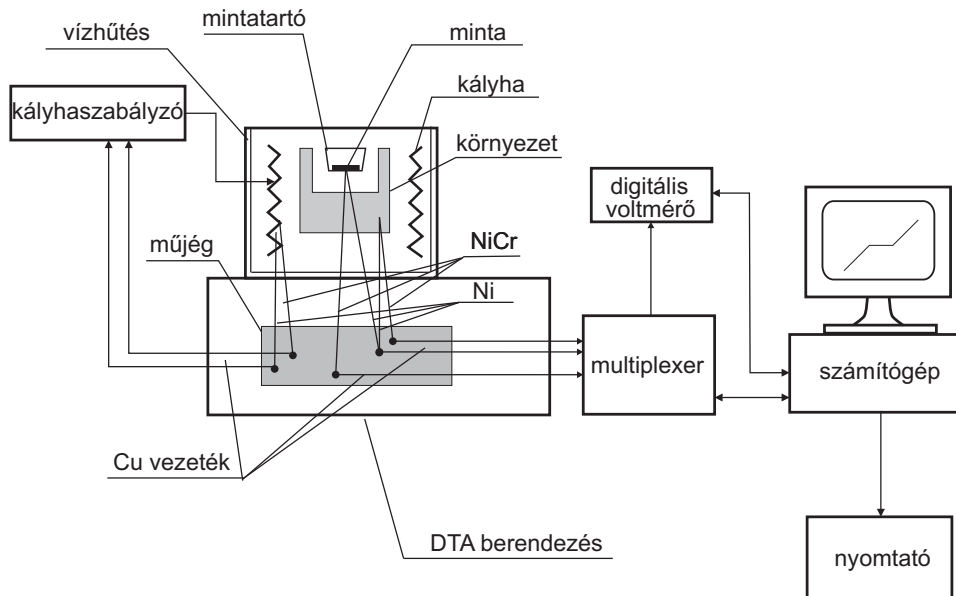 mintatartó
vízhűtés
minta
kályha
kályhaszabályzó
környezet
digitális
voltmérő
műjég
NiCr
Ni
multiplexer
számítógép
Cu vezeték
DTA berendezés
nyomtató